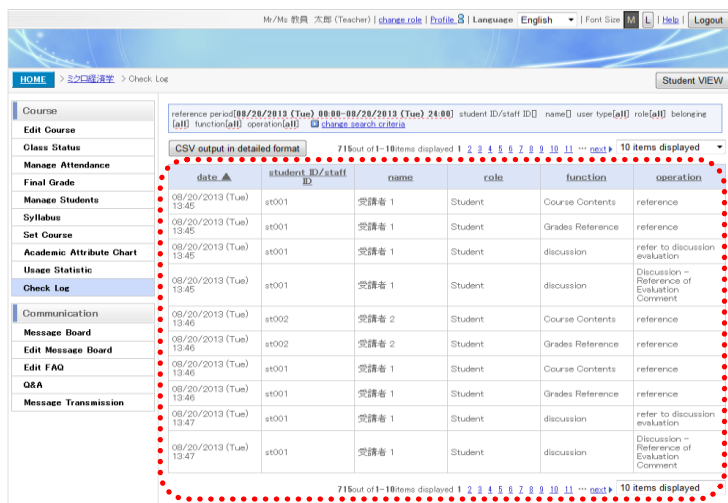 Mr/Ms 教員 太郎 (Teacher) | change role | Profile | Language English | Font Size M L | Help | Logout
HOME > ミクロ経済学 > Check Log
Student VIEW
Course
Edit Course
Class Status
Manage Attendance
Final Grade
Manage Students
Syllabus
Set Course
Academic Attribute Chart
Usage Statistic
Check Log
Communication
Message Board
Edit Message Board
Edit FAQ
Q&A
Message Transmission
reference period[08/20/2013 (Tue) 00:00-08/20/2013 (Tue) 24:00] student ID/staff ID[] name[] user type[all] role[all] belonging
[all] function[all] operation[all] change search criteria
CSV output in detailed format
715out of1-10items displayed 1 2 3 4 5 6 7 8 9 10 11 … next 10 items displayed
date ▲ student ID/staff ID name role function operation
08/20/2013 (Tue) 13:45 st001 受講者 1 Student Course Contents reference
08/20/2013 (Tue) 13:45 st001 受講者 1 Student Grades Reference reference
08/20/2013 (Tue) 13:45 st001 受講者 1 Student discussion refer to discussion evaluation
08/20/2013 (Tue) 13:45 st001 受講者 1 Student discussion Discussion - Reference of Evaluation Comment
08/20/2013 (Tue) 13:46 st002 受講者 2 Student Course Contents reference
08/20/2013 (Tue) 13:46 st002 受講者 2 Student Grades Reference reference
08/20/2013 (Tue) 13:46 st001 受講者 1 Student Course Contents reference
08/20/2013 (Tue) 13:46 st001 受講者 1 Student Grades Reference reference
08/20/2013 (Tue) 13:47 st001 受講者 1 Student discussion refer to discussion evaluation
08/20/2013 (Tue) 13:47 st001 受講者 1 Student discussion Discussion - Reference of Evaluation Comment
715out of1-10items displayed 1 2 3 4 5 6 7 8 9 10 11 … next 10 items displayed